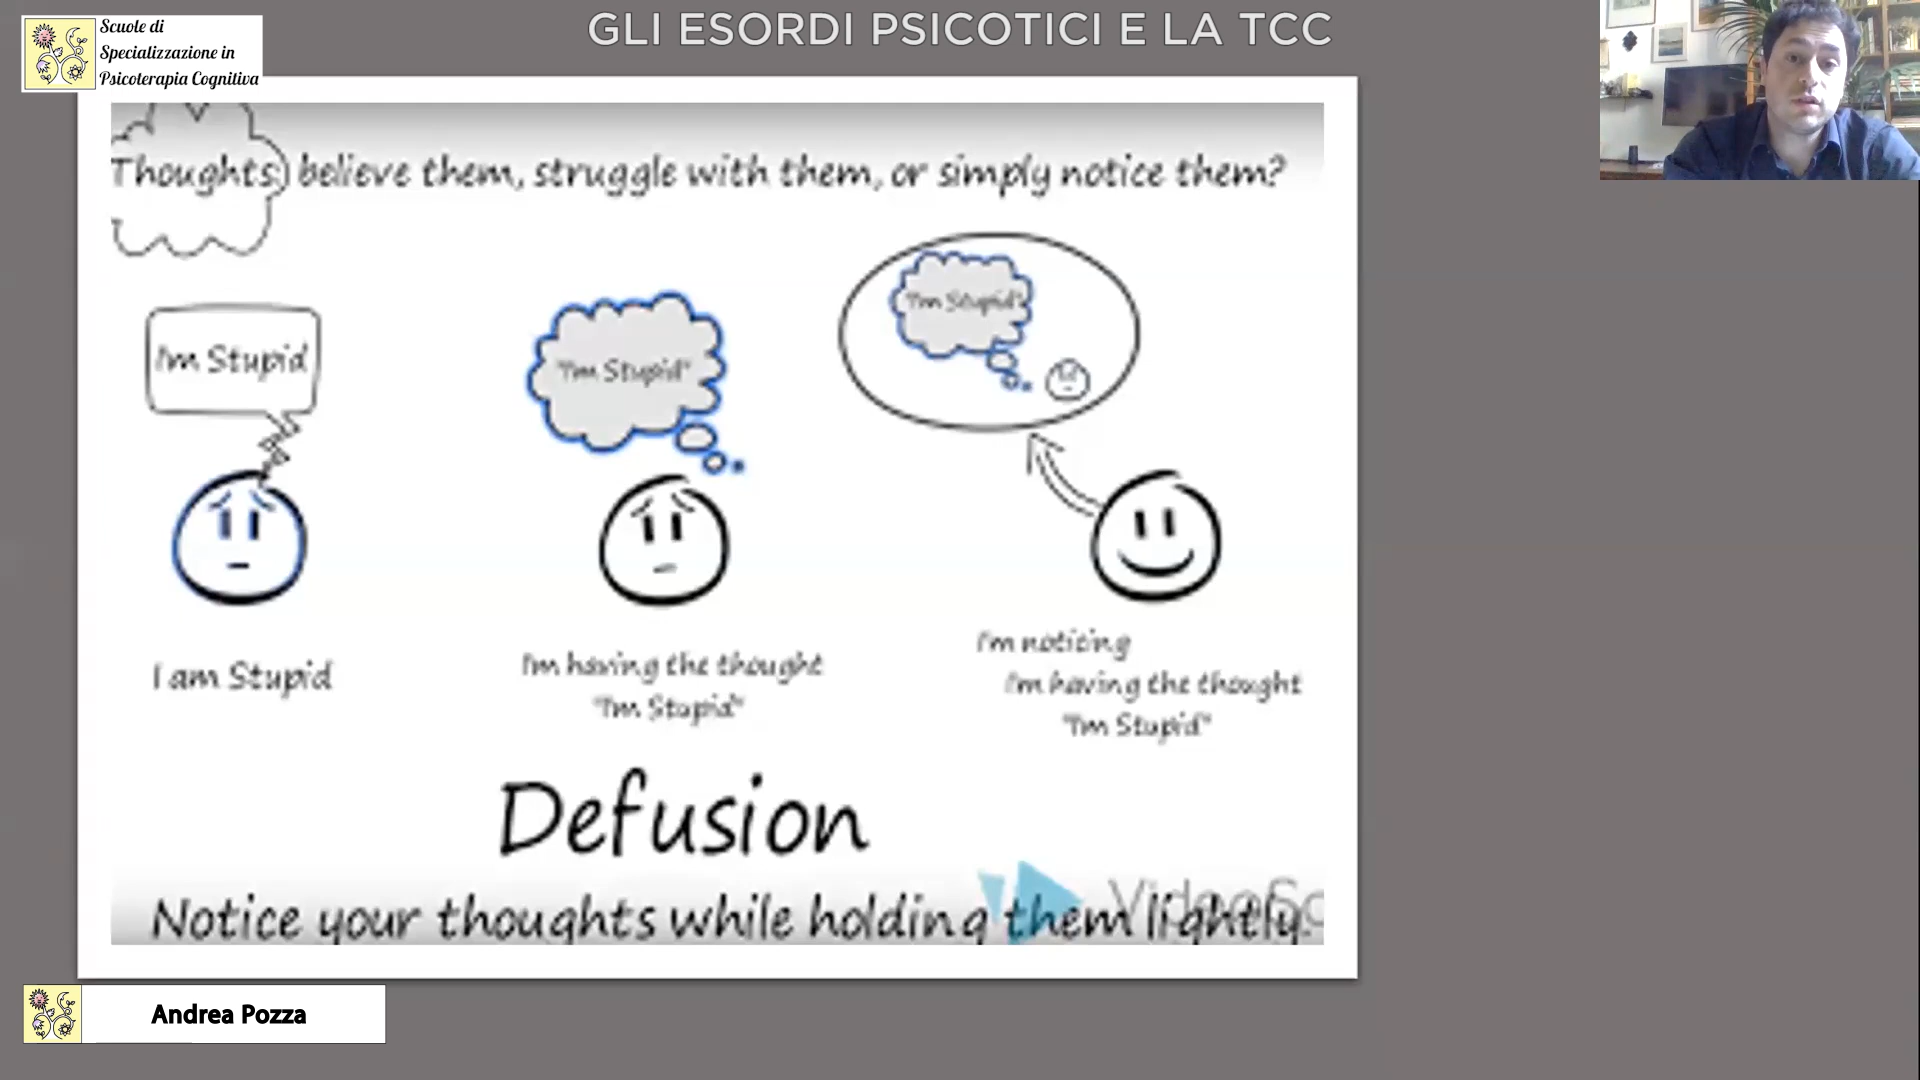 GLI ESORDI PSICOTICI E LA TCC
Scuole di
Specializzazione in
Psicoterapia Cognitiva
Thoughts: believe them, struggle with them, or simply notice them?
I'm Stupid
"I'm Stupid"
"I'm Stupid"
I am Stupid
I'm having the thought
"I'm Stupid"
I'm noticing
I'm having the thought
"I'm Stupid"
Defusion
Notice your thoughts while holding them lightly.
Andrea Pozza